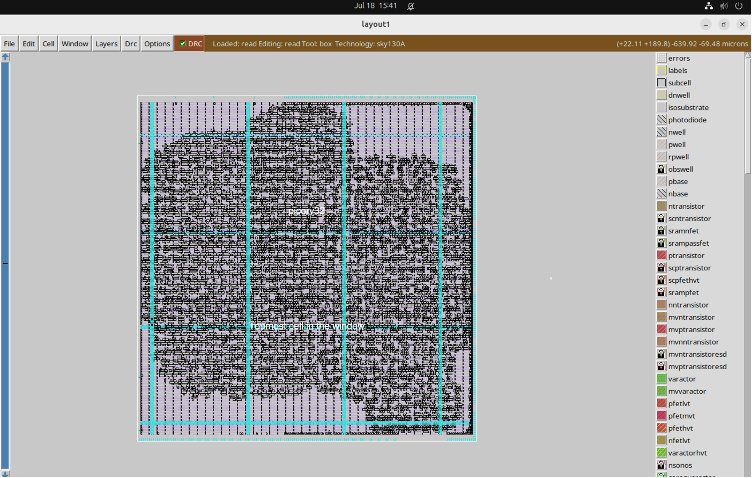 Jul 18 15:41
layout1
File Edit Cell Window Layers Drc Options DRC Loaded: read Editing: read Tool: box Technology: sky130A (+22.11 +189.8) -639.92 -69.48 microns
errors
labels
subcell
dnwell
isosubstrate
photodiode
nwell
pwell
rpwell
obswell
pbase
nbase
ntransistor
scntransistor
sramnfet
srampassfet
ptransistor
scptransistor
scpfethvt
srampfet
nntransistor
mvntransistor
mvptransistor
mvnntransistor
mvntransistoresd
mvptransistoresd
varactor
mvvaractor
pfetlvt
pfetmvt
pfethvt
nfetlvt
varactorhvt
nsonos
Topmost cell in the window